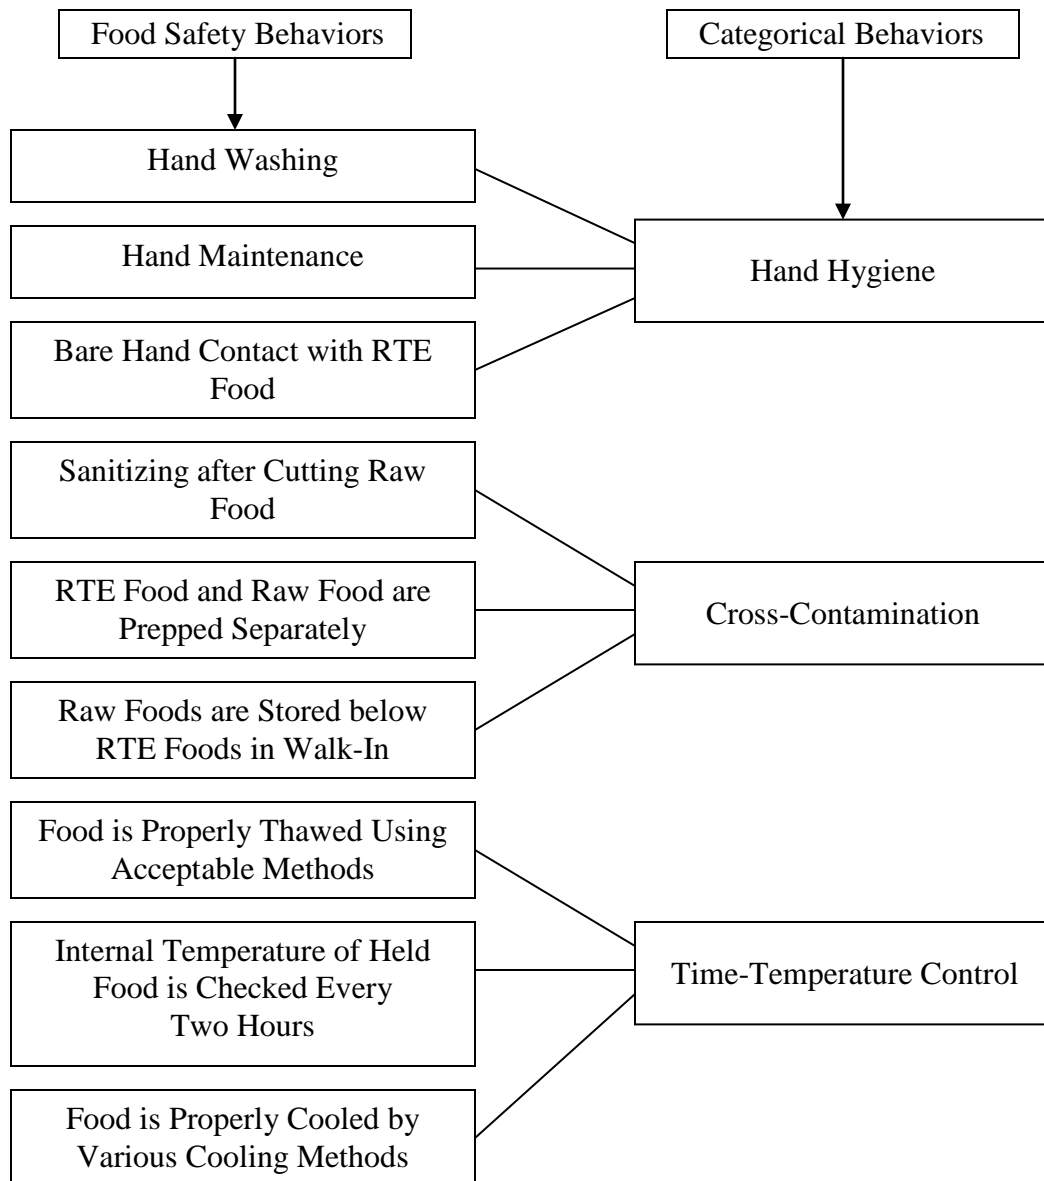 Food Safety Behaviors
Categorical Behaviors
Hand Washing
Hand Maintenance
Hand Hygiene
Bare Hand Contact with RTE
Food
Sanitizing after Cutting Raw
Food
RTE Food and Raw Food are
Prepped Separately
Cross-Contamination
Raw Foods are Stored below
RTE Foods in Walk-In
Food is Properly Thawed Using
Acceptable Methods
Internal Temperature of Held
Food is Checked Every
Two Hours
Time-Temperature Control
Food is Properly Cooled by
Various Cooling Methods